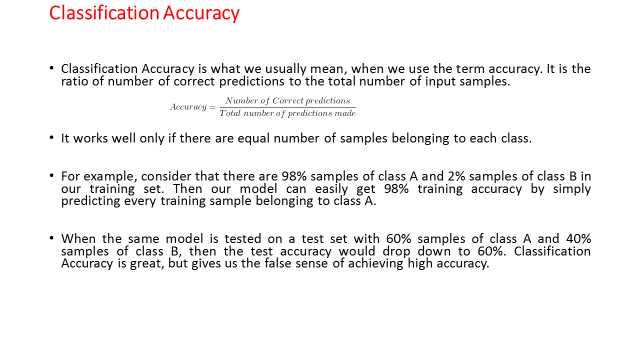 Classification Accuracy
• Classification Accuracy is what we usually mean, when we use the term accuracy. It is the
ratio of number of correct predictions to the total number of input samples.
Accuracy = Number of Correct predictions / Total number of predictions made
• It works well only if there are equal number of samples belonging to each class.
• For example, consider that there are 98% samples of class A and 2% samples of class B in
our training set. Then our model can easily get 98% training accuracy by simply
predicting every training sample belonging to class A.
• When the same model is tested on a test set with 60% samples of class A and 40%
samples of class B, then the test accuracy would drop down to 60%. Classification
Accuracy is great, but gives us the false sense of achieving high accuracy.